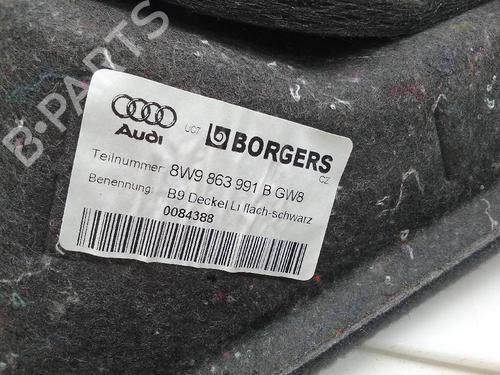 B-PARTS
Audi
UC7 BORGERS
CZ
Teilnummer: 8W9 863 991 B GW8
Benennung: B9 Deckel Li flach-schwarz
0084388